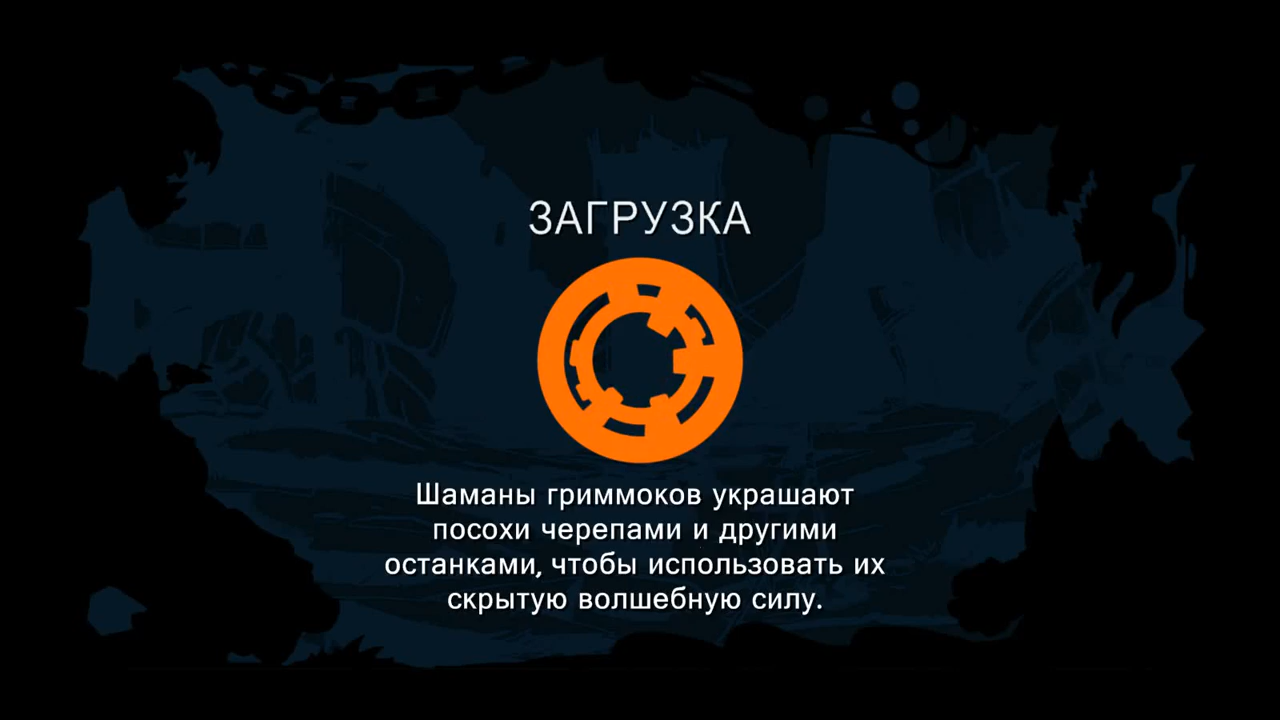 ЗАГРУЗКА
Шаманы гриммоков украшают
посохи черепами и другими
останками, чтобы использовать их
скрытую волшебную силу.